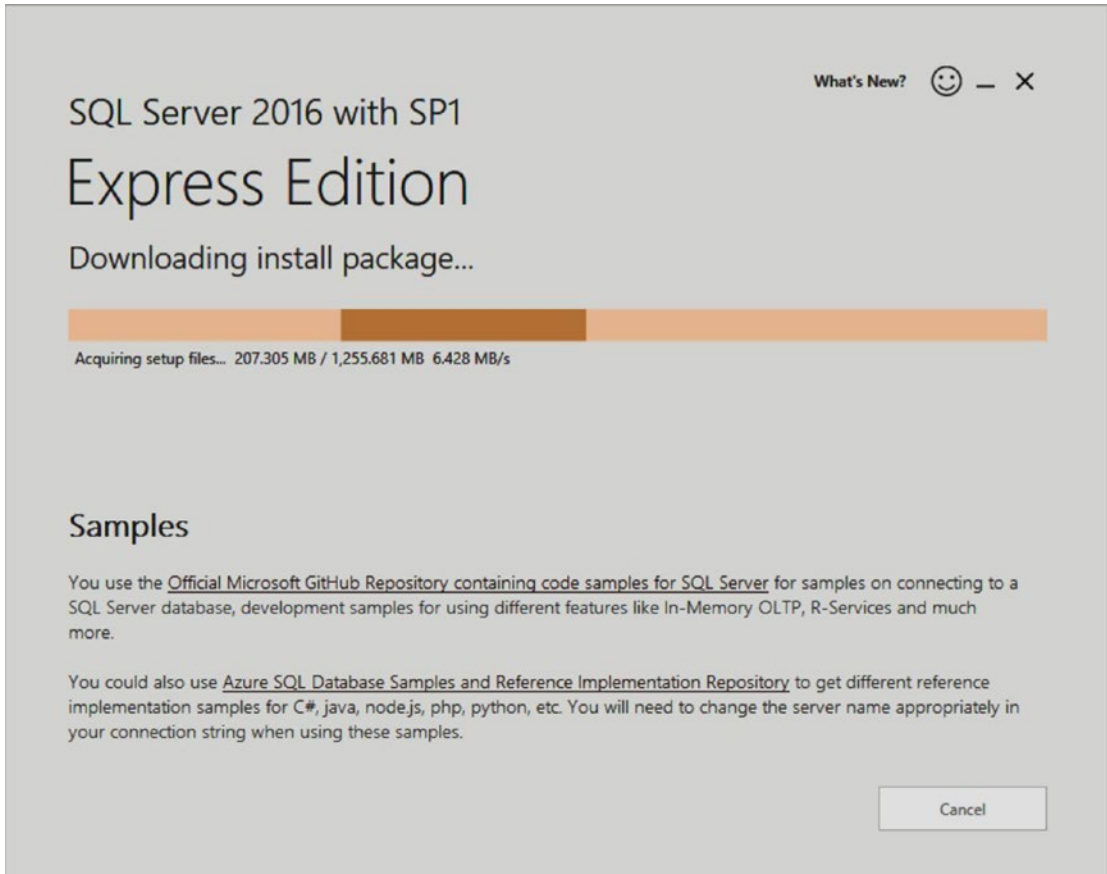 What's New?
SQL Server 2016 with SP1
Express Edition
Downloading install package...
Acquiring setup files... 207.305 MB / 1,255.681 MB 6.428 MB/s
Samples
You use the Official Microsoft GitHub Repository containing code samples for SQL Server for samples on connecting to a
SQL Server database, development samples for using different features like In-Memory OLTP, R-Services and much
more.
You could also use Azure SQL Database Samples and Reference Implementation Repository to get different reference
implementation samples for C#, java, node.js, php, python, etc. You will need to change the server name appropriately in
your connection string when using these samples.
Cancel